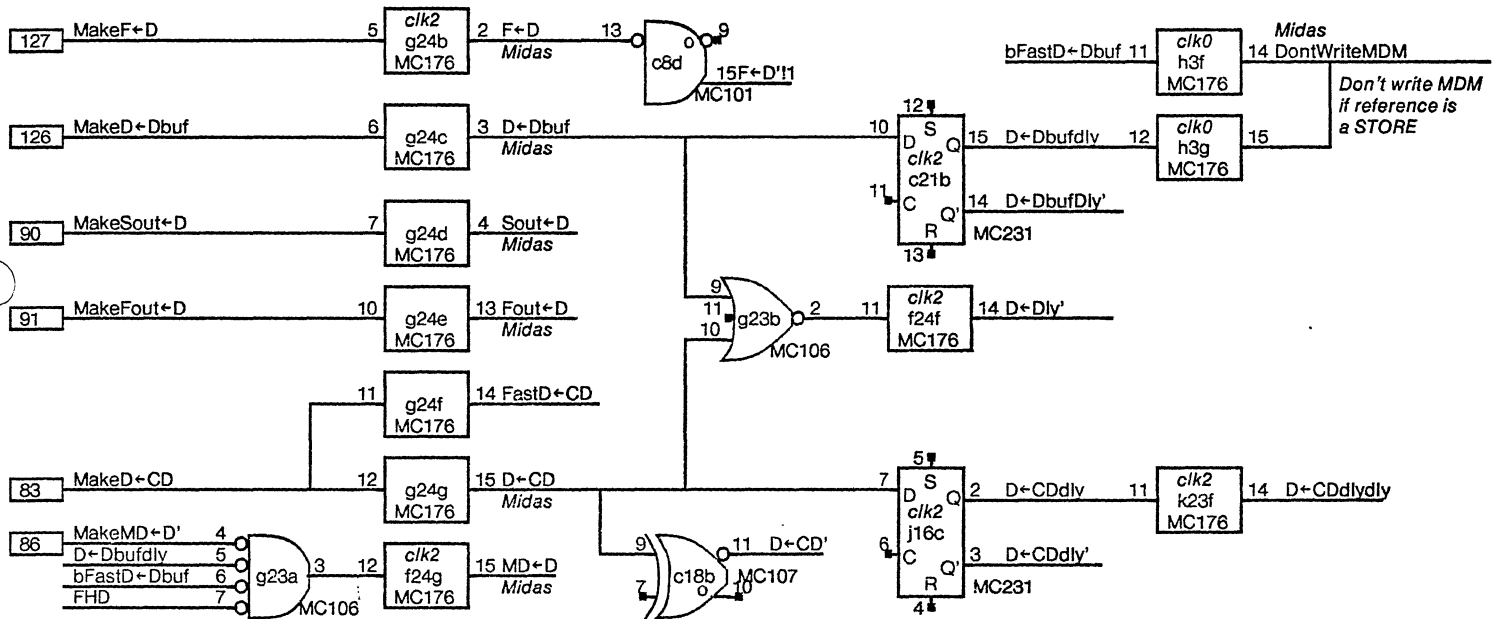 127 MakeF←D 5 clk2 g24b MC176 2 F←D Midas 13 c8d o 9 15 F←D'!1 MC101
bFastD←Dbuf 11 clk0 h3f MC176 Midas 14 DontWriteMDM
Don't write MDM
if reference is
a STORE
126 MakeD←Dbuf 6 g24c MC176 3 D←Dbuf Midas
10 12 D S Q clk2 c21b 11 C Q' R 13 MC231
15 D←Dbufdly 12 clk0 h3g MC176 15
14 D←DbufDly'
90 MakeSout←D 7 g24d MC176 4 Sout←D Midas
91 MakeFout←D 10 g24e MC176 13 Fout←D Midas
9 11 10 g23b MC106 2 11 clk2 f24f MC176 14 D←Dly'
11 g24f MC176 14 FastD←CD
83 MakeD←CD 12 g24g MC176 15 D←CD Midas
7 5 D S Q clk2 j16c 6 C Q' R 4 MC231
2 D←CDdly 11 clk2 k23f MC176 14 D←CDdlydly
3 D←CDdly'
86 MakeMD←D' 4
D←Dbufdly 5
bFastD←Dbuf 6
FHD 7
g23a MC106 3 12 clk2 f24g MC176 15 MD←D Midas
9 7 c18b o 11 D←CD' MC107 10